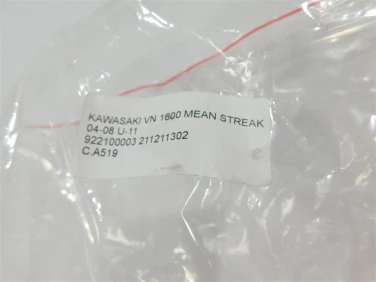 KAWASAKI VN 1600 MEAN STREAK
04-08 U-11
922100003 211211302
C.A519